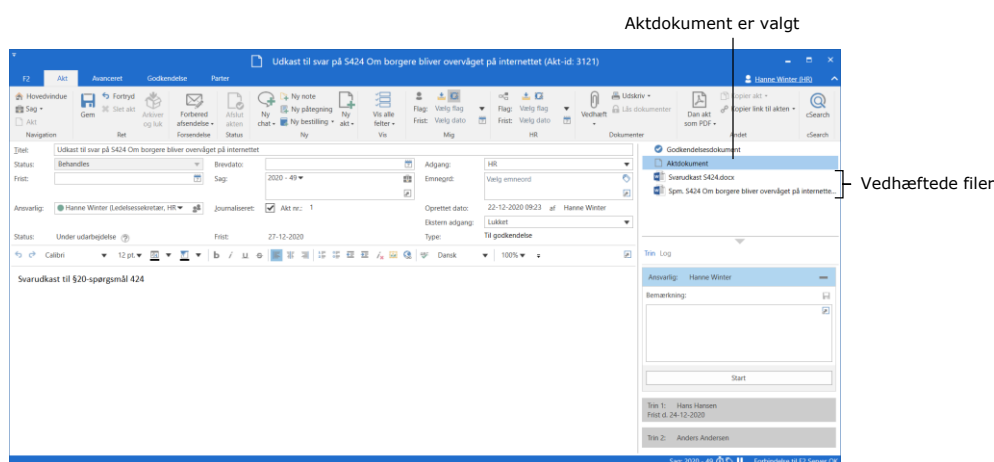 Aktdokument er valgt
Udkast til svar på S424 Om borgere bliver overvåget på internettet (Akt-id: 3121)
F2 Akt Avanceret Godkendelse Parter Hanne Winter (HR)
Hovedvindue
Sag
Akt
Navigation
Gem
Fortryd
Slet akt
Arkiver og luk
Ret
Forbered afsendelse
Forsendelse
Afslut akten
Status
Ny chat
Ny note
Ny påtegning
Ny bestilling
Ny akt
Ny
Vis alle felter
Vis
Flag: Vælg flag
Frist: Vælg dato
Mig
Flag: Vælg flag
Frist: Vælg dato
HR
Vedhæft
Udskriv
Lås dokumenter
Dokumenter
Dan akt som PDF
Kopier akt
Kopier link til akten
Andet
cSearch
cSearch
Titel: Udkast til svar på S424 Om borgere bliver overvåget på internettet
Status: Behandles Brevdato: Adgang: HR
Frist: Sag: 2020 - 49 Emneord: Vælg emneord
Ansvarlig: Hanne Winter (Ledelsessekretær, HR Journaliseret: Akt nr.: 1 Oprettet dato: 22-12-2020 09:23 af Hanne Winter
Ekstern adgang: Lukket
Status: Under udarbejdelse Frist: 27-12-2020 Type: Til godkendelse
Calibri 12 pt. b i u Dansk 100%
Svarudkast til §20-spørgsmål 424
Godkendelsesdokument
Aktdokument
Svarudkast S424.docx
Spm. S424 Om borgere bliver overvåget på internette...
Vedhæftede filer
Trin Log
Ansvarlig: Hanne Winter
Bemærkning:
Start
Trin 1: Hans Hansen
Frist d. 24-12-2020
Trin 2: Anders Andersen
Sag: 2020 - 49 Forbindelse til F2 Server OK